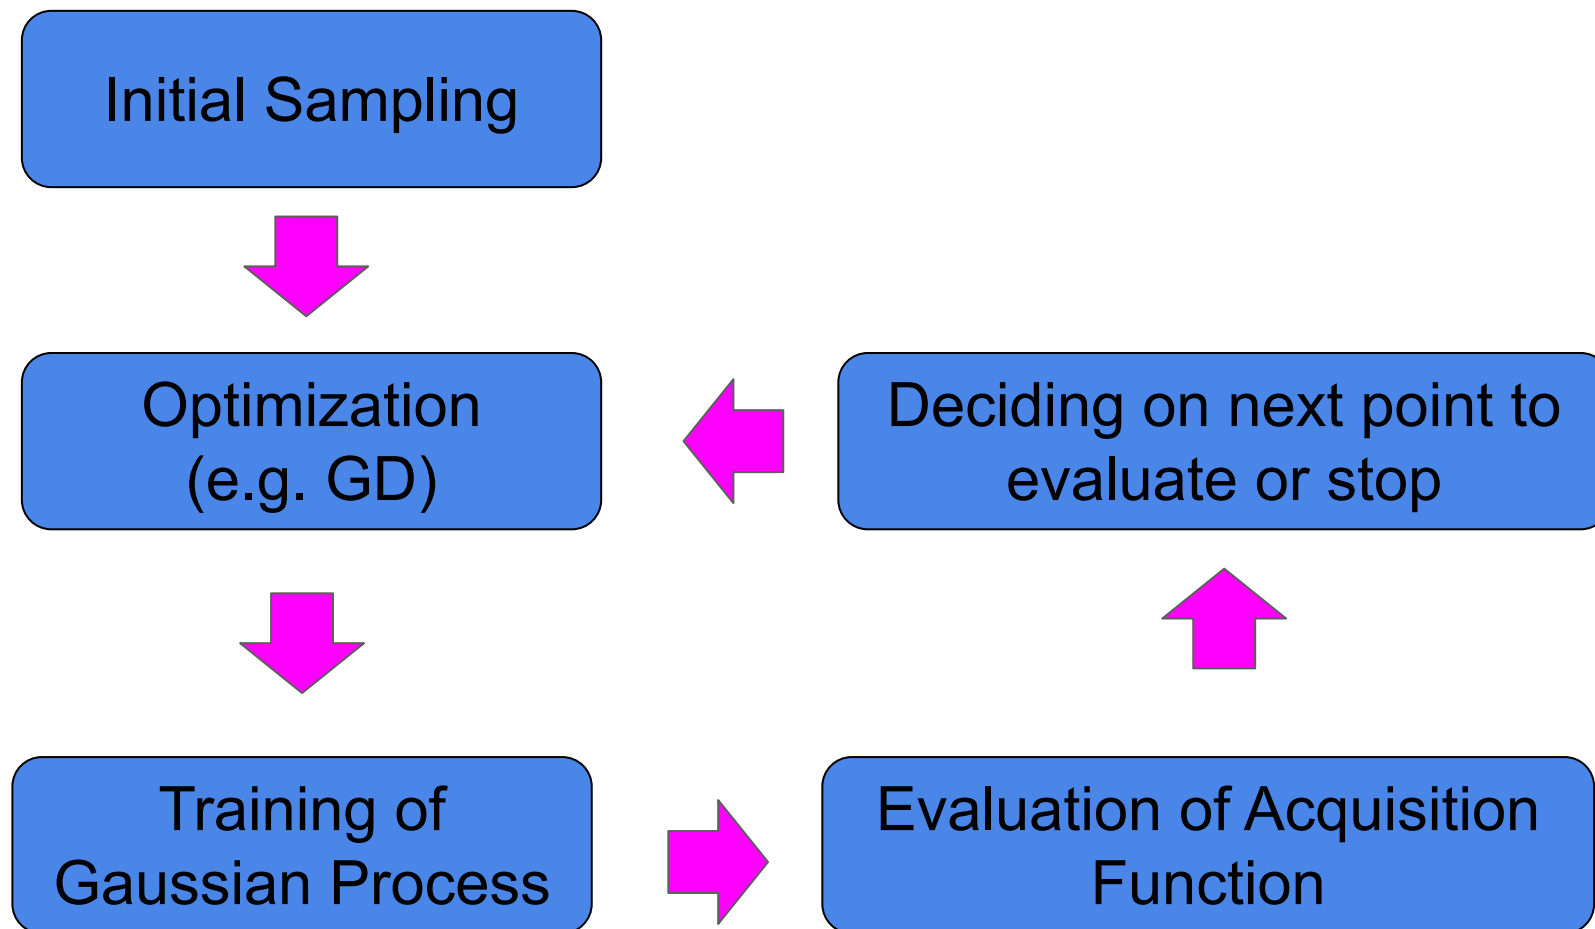 Initial Sampling
Optimization
(e.g. GD)
Deciding on next point to
evaluate or stop
Training of
Gaussian Process
Evaluation of Acquisition
Function